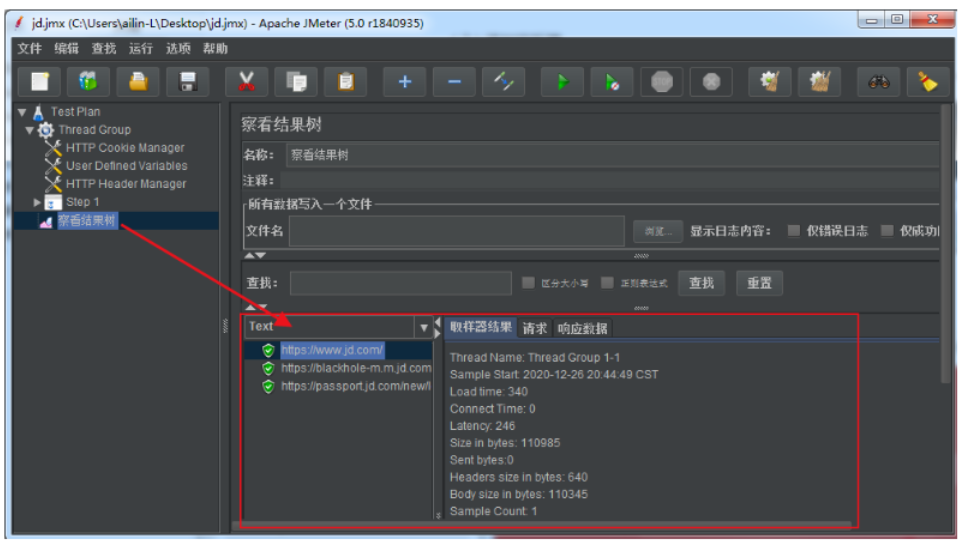 jd.jmx (C:\Users\ailin-L\Desktop\jd.jmx) - Apache JMeter (5.0 r1840935)
文件 编辑 查找 运行 选项 帮助
Test Plan
Thread Group
HTTP Cookie Manager
User Defined Variables
HTTP Header Manager
Step 1
察看结果树
察看结果树
名称: 察看结果树
注释:
所有数据写入一个文件
文件名 浏览... 显示日志内容: 仅错误日志 仅成功
查找: 区分大小写 正则表达式 查找 重置
Text
取样器结果 请求 响应数据
https://www.jd.com/
https://blackhole-m.m.jd.com
https://passport.jd.com/new/l
Thread Name: Thread Group 1-1
Sample Start: 2020-12-26 20:44:49 CST
Load time: 340
Connect Time: 0
Latency: 246
Size in bytes: 110985
Sent bytes:0
Headers size in bytes: 640
Body size in bytes: 110345
Sample Count: 1